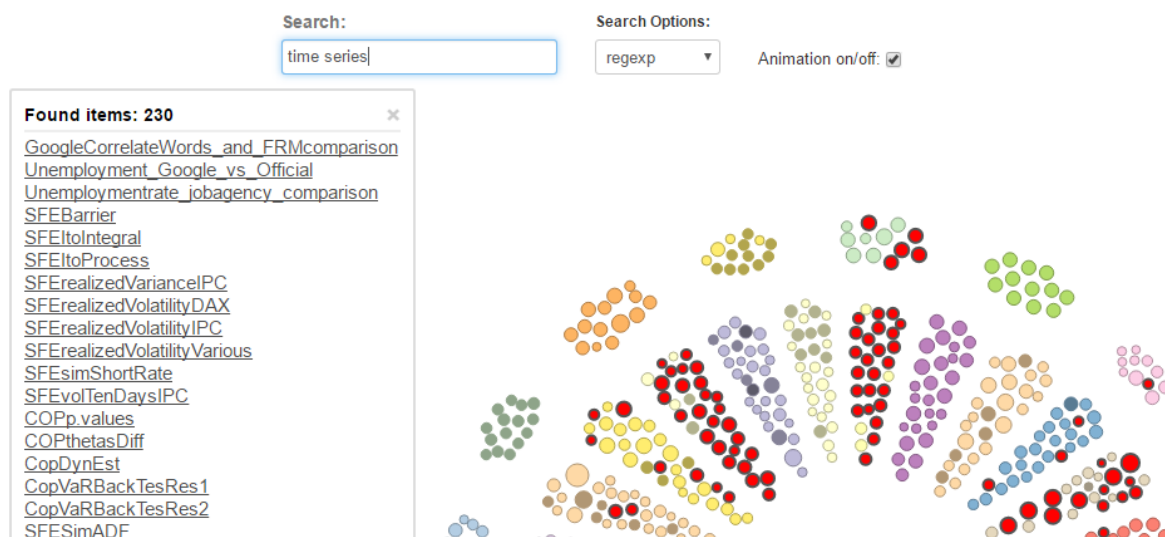 Search:
Search Options:
time series
regexp
Animation on/off:
Found items: 230
GoogleCorrelateWords_and_FRMcomparison
Unemployment_Google_vs_Official
Unemploymentrate_jobagency_comparison
SFEBarrier
SFEItoIntegral
SFEItoProcess
SFErealizedVarianceIPC
SFErealizedVolatilityDAX
SFErealizedVolatilityIPC
SFErealizedVolatilityVarious
SFEsimShortRate
SFEvolTenDaysIPC
COPp.values
COPthetasDiff
CopDynEst
CopVaRBackTesRes1
CopVaRBackTesRes2
SFESimADF